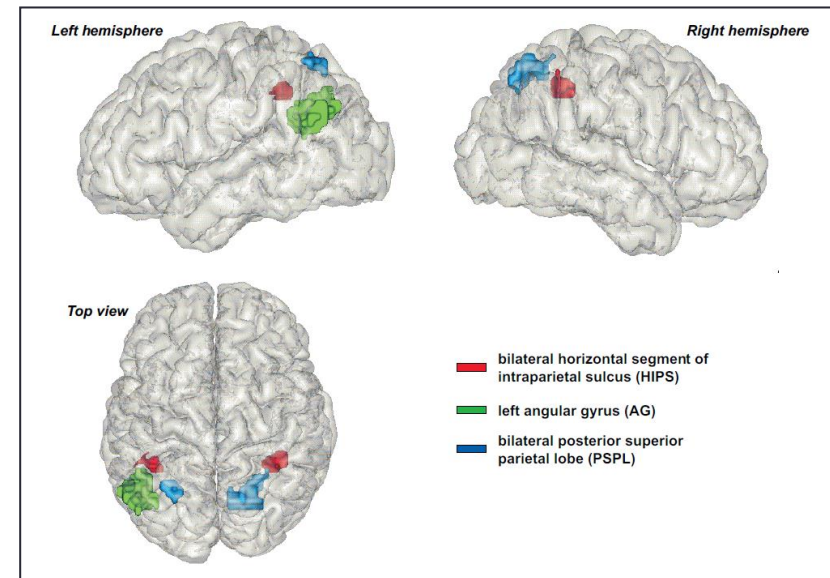 Left hemisphere
Right hemisphere
Top view
bilateral horizontal segment of
intraparietal sulcus (HIPS)
left angular gyrus (AG)
bilateral posterior superior
parietal lobe (PSPL)